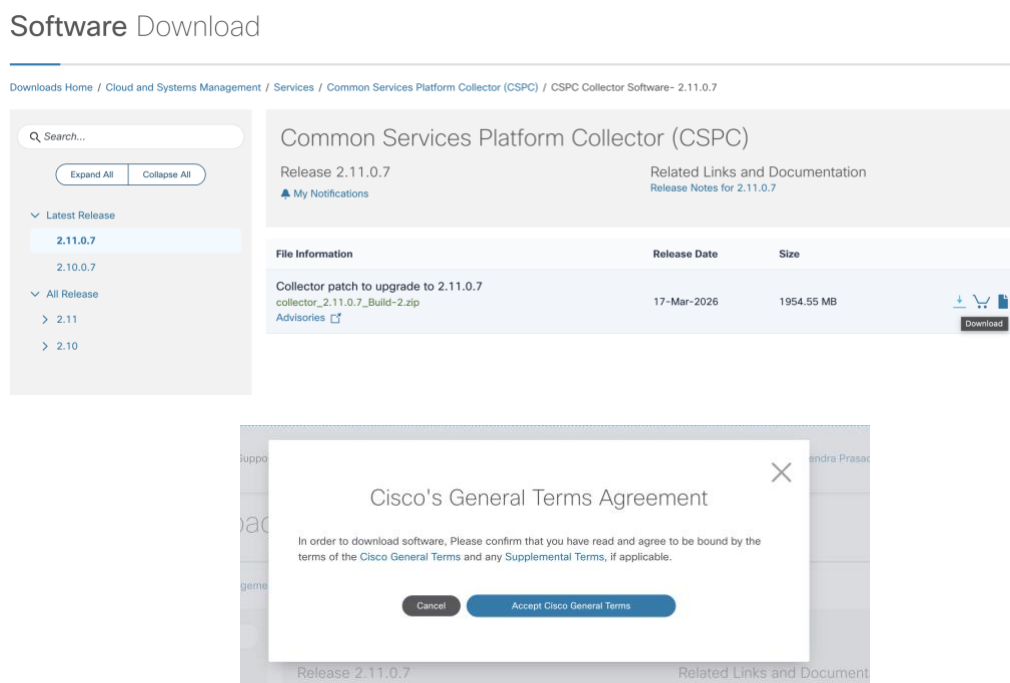 Software Download
Downloads Home / Cloud and Systems Management / Services / Common Services Platform Collector (CSPC) / CSPC Collector Software- 2.11.0.7
Search...
Expand All Collapse All
Latest Release
2.11.0.7
2.10.0.7
All Release
2.11
2.10
Common Services Platform Collector (CSPC)
Release 2.11.0.7
My Notifications
Related Links and Documentation
Release Notes for 2.11.0.7
File Information Release Date Size
Collector patch to upgrade to 2.11.0.7
collector_2.11.0.7_Build-2.zip
Advisories
17-Mar-2026 1954.55 MB
Download
endra Prasad
Cisco's General Terms Agreement
In order to download software, Please confirm that you have read and agree to be bound by the
terms of the Cisco General Terms and any Supplemental Terms, if applicable.
Cancel Accept Cisco General Terms
Release 2.11.0.7 Related Links and Document